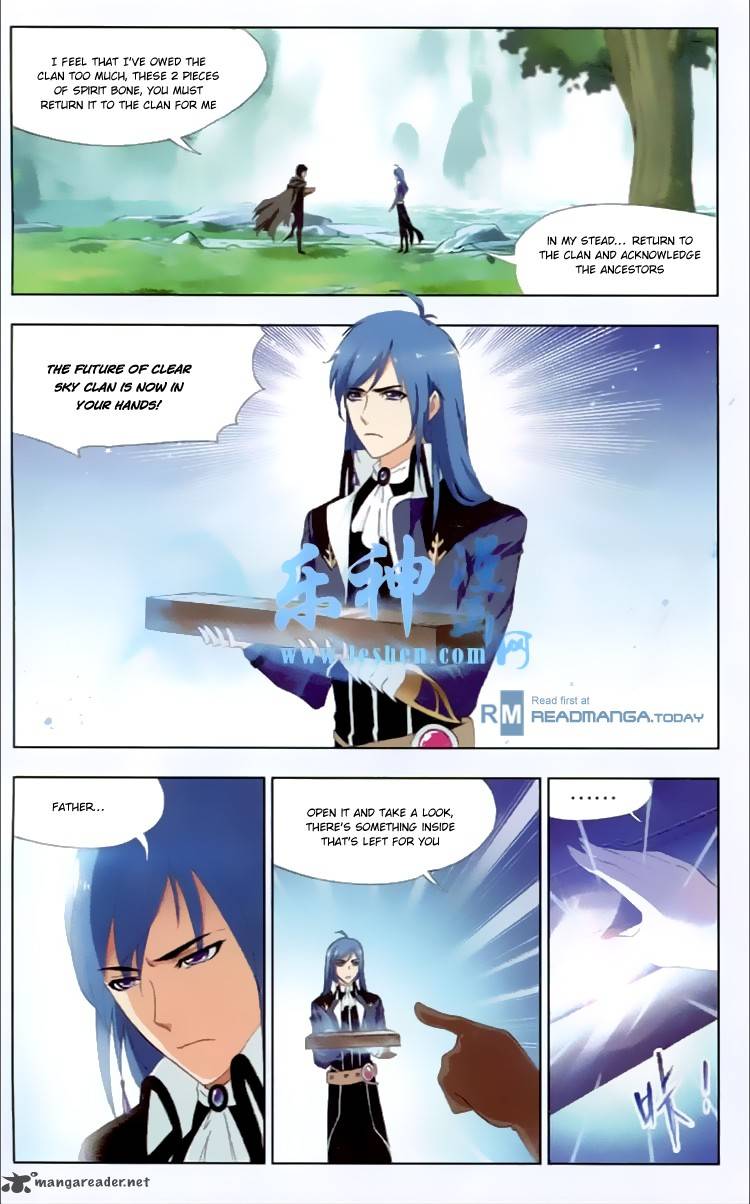 I FEEL THAT I'VE OWED THE
CLAN TOO MUCH, THESE 2 PIECES
OF SPIRIT BONE, YOU MUST
RETURN IT TO THE CLAN FOR ME
IN MY STEAD... RETURN TO
THE CLAN AND ACKNOWLEDGE
THE ANCESTORS
THE FUTURE OF CLEAR
SKY CLAN IS NOW IN
YOUR HANDS!
乐神漫画网
www.leshen.com
RM
Read first at
READMANGA.TODAY
FATHER...
OPEN IT AND TAKE A LOOK,
THERE'S SOMETHING INSIDE
THAT'S LEFT FOR YOU
......
咔!
mangareader.net